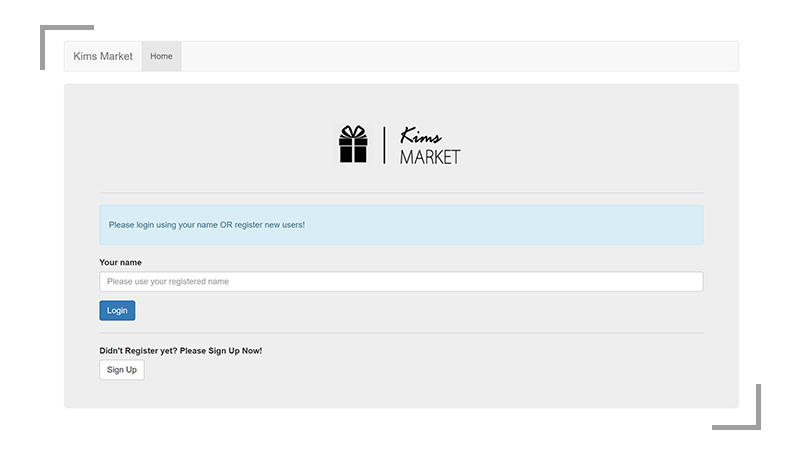 Kims Market Home
Kims
MARKET
Please login using your name OR register new users!
Your name
Please use your registered name
Login
Didn't Register yet? Please Sign Up Now!
Sign Up